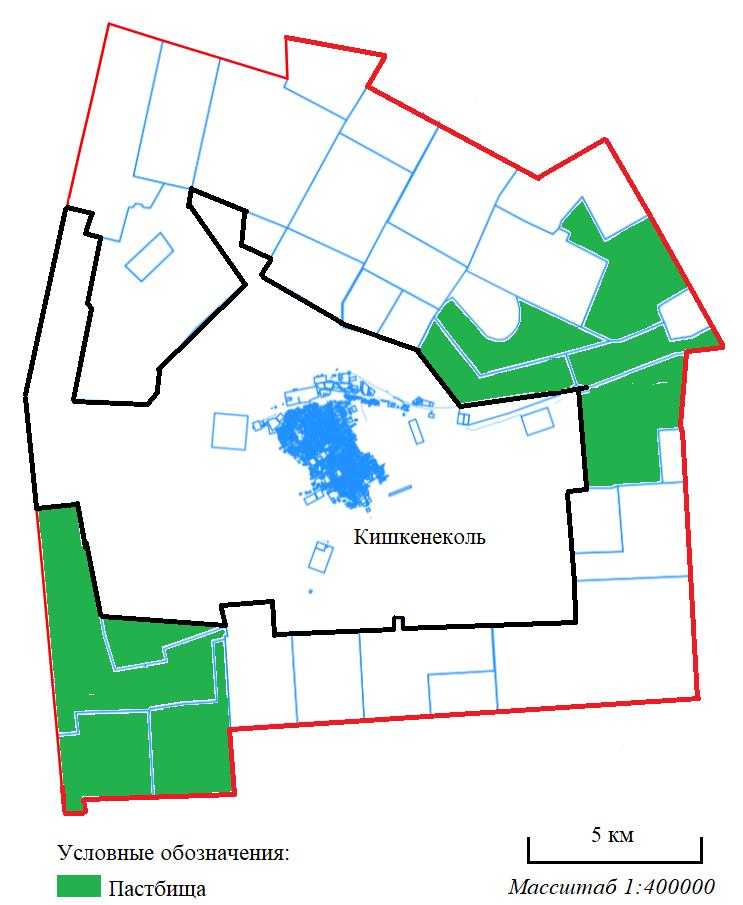 Кишкенеколь
5 км
Условные обозначения:
Пастбища
Масштаб 1:400000